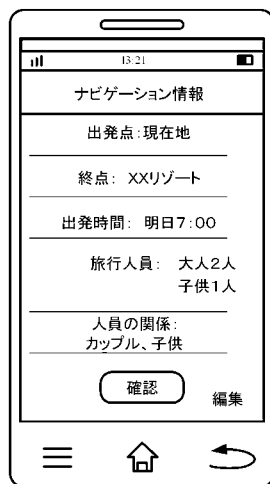 13:21
ナビゲーション情報
出発点:現在地
終点: XXリゾート
出発時間: 明日7:00
旅行人員: 大人2人
子供1人
人員の関係:
カップル、子供
確認
編集